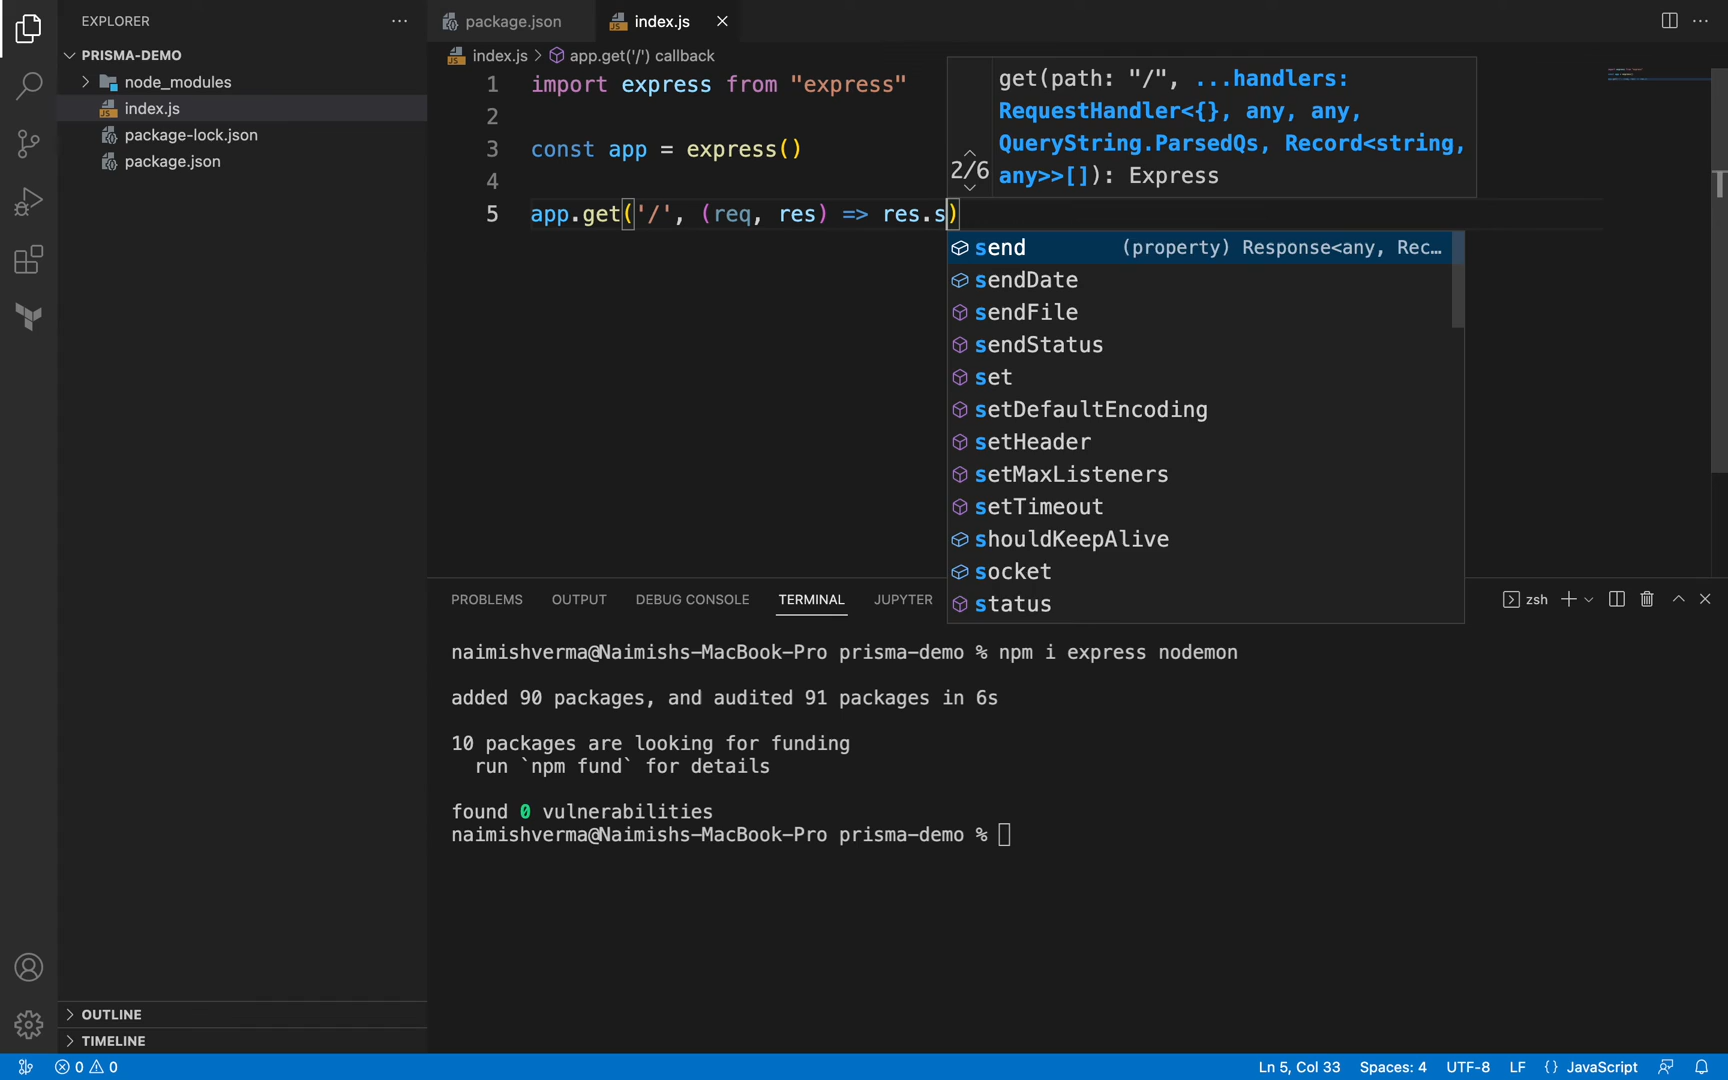 EXPLORER
PRISMA-DEMO
node_modules
index.js
package-lock.json
package.json
OUTLINE
TIMELINE
package.json
index.js
index.js > app.get('/') callback
1 import express from "express"
2
3 const app = express()
4
5 app.get('/', (req, res) => res.s)
get(path: "/", ...handlers:
RequestHandler<{}, any, any,
QueryString.ParsedQs, Record<string,
2/6
any>>[]): Express
send (property) Response<any, Rec…
sendDate
sendFile
sendStatus
set
setDefaultEncoding
setHeader
setMaxListeners
setTimeout
shouldKeepAlive
socket
status
PROBLEMS OUTPUT DEBUG CONSOLE TERMINAL JUPYTER
zsh
naimishverma@Naimishs-MacBook-Pro prisma-demo % npm i express nodemon
added 90 packages, and audited 91 packages in 6s
10 packages are looking for funding
run `npm fund` for details
found 0 vulnerabilities
naimishverma@Naimishs-MacBook-Pro prisma-demo %
0 0
Ln 5, Col 33 Spaces: 4 UTF-8 LF {} JavaScript